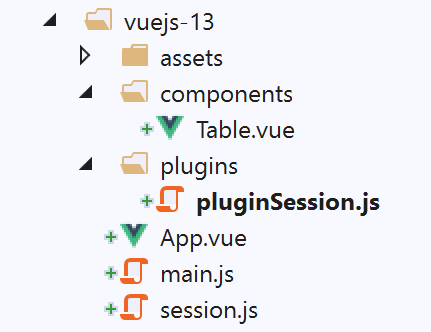 vuejs-13
assets
components
Table.vue
plugins
pluginSession.js
App.vue
main.js
session.js